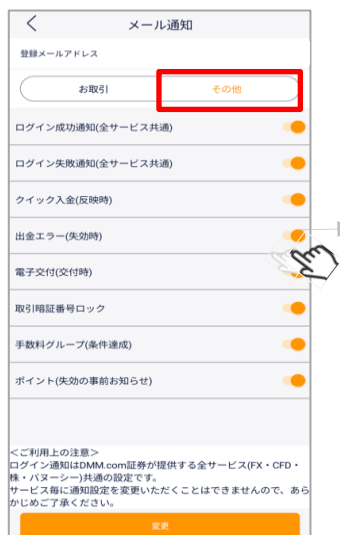 メール通知
登録メールアドレス
お取引
その他
ログイン成功通知(全サービス共通)
ログイン失敗通知(全サービス共通)
クイック入金(反映時)
出金エラー(失効時)
電子交付(交付時)
取引暗証番号ロック
手数料グループ(条件達成)
ポイント(失効の事前お知らせ)
<ご利用上の注意>
ログイン通知はDMM.com証券が提供する全サービス(FX・CFD・
株・バヌーシー)共通の設定です。
サービス毎に通知設定を変更いただくことはできませんので、あら
かじめご了承ください。
変更